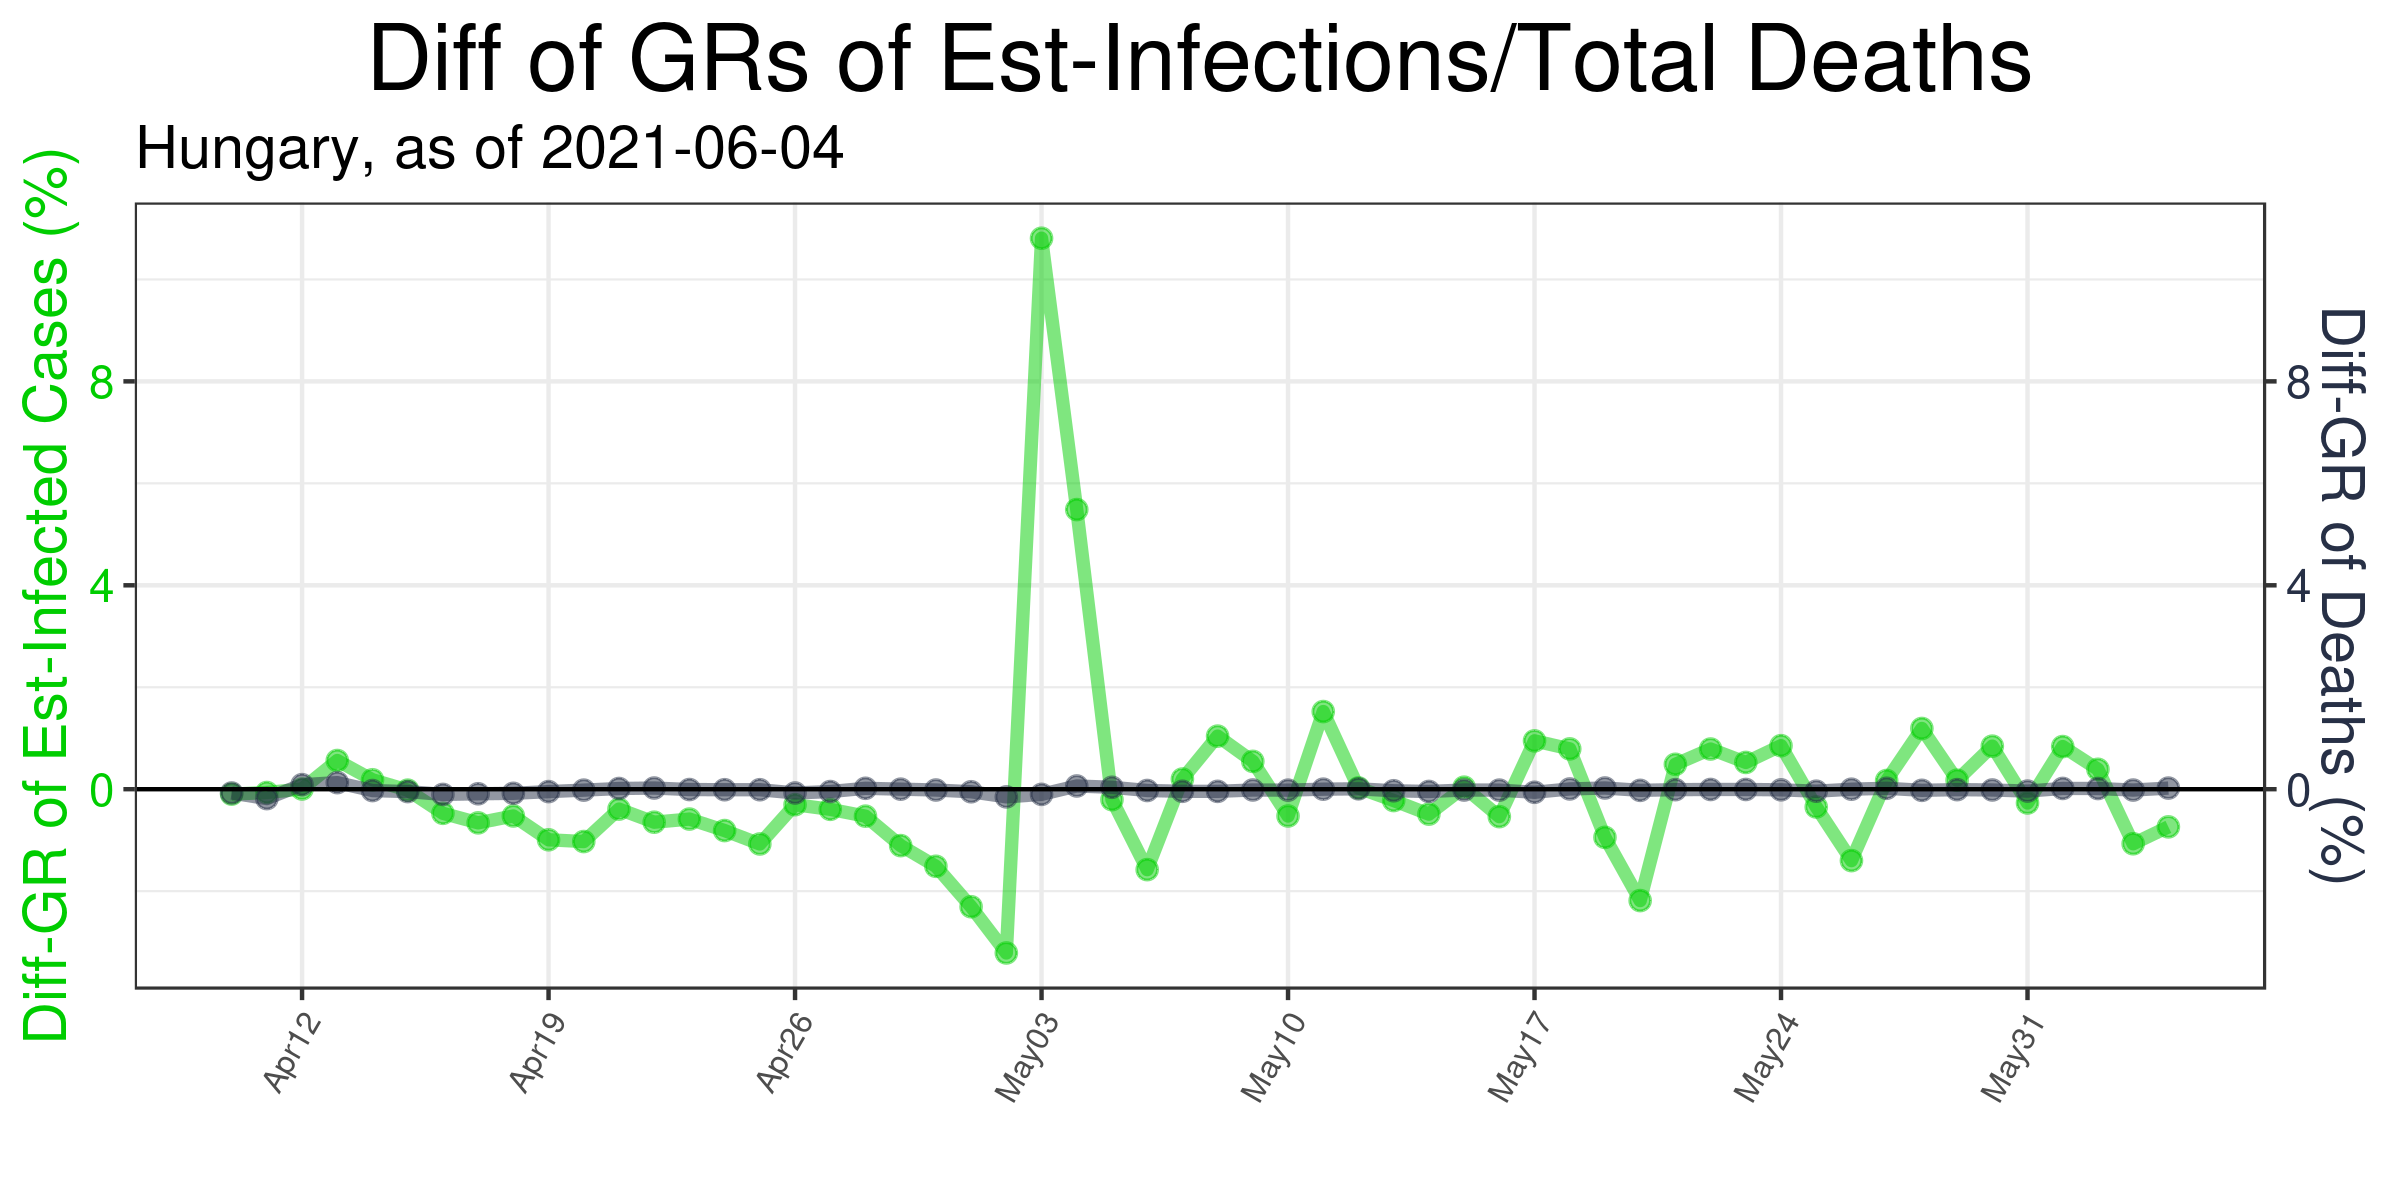 Diff of GRs of Est-Infections/Total Deaths
Hungary, as of 2021-06-04
Diff-GR of Est-Infected Cases (%)
8
4
0
8
4
0
Diff-GR of Deaths (%)
Apr12
Apr19
Apr26
May03
May10
May17
May24
May31